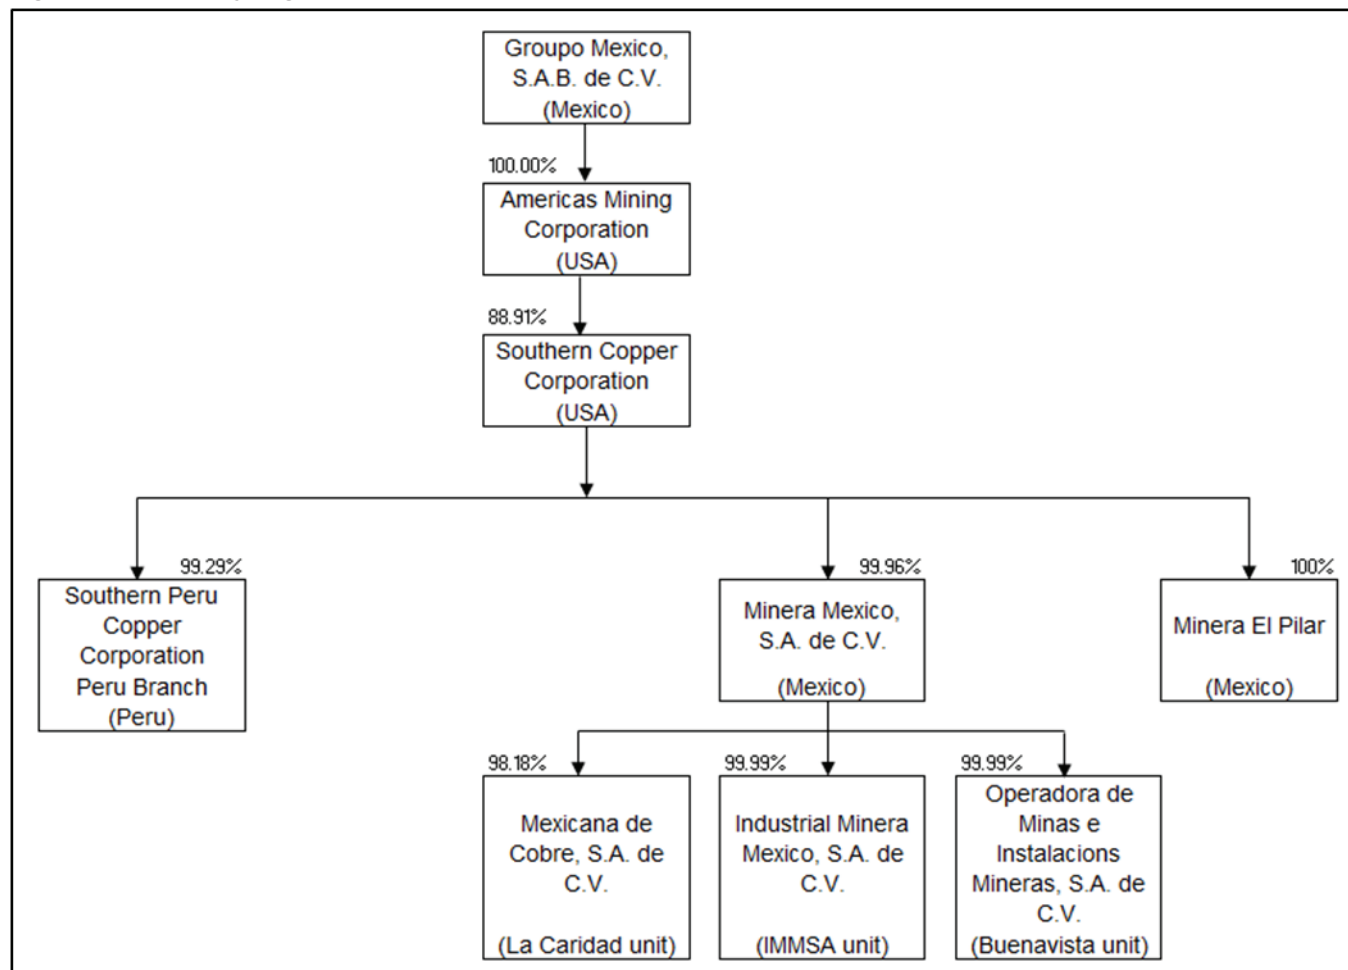 Groupo Mexico,
S.A.B. de C.V.
(Mexico)
100.00%
Americas Mining
Corporation
(USA)
88.91%
Southern Copper
Corporation
(USA)
99.29%
Southern Peru
Copper
Corporation
Peru Branch
(Peru)
99.96%
Minera Mexico,
S.A. de C.V.
(Mexico)
100%
Minera El Pilar
(Mexico)
98.18%
Mexicana de
Cobre, S.A. de
C.V.
(La Caridad unit)
99.99%
Industrial Minera
Mexico, S.A. de
C.V.
(IMMSA unit)
99.99%
Operadora de
Minas e
Instalacions
Mineras, S.A. de
C.V.
(Buenavista unit)